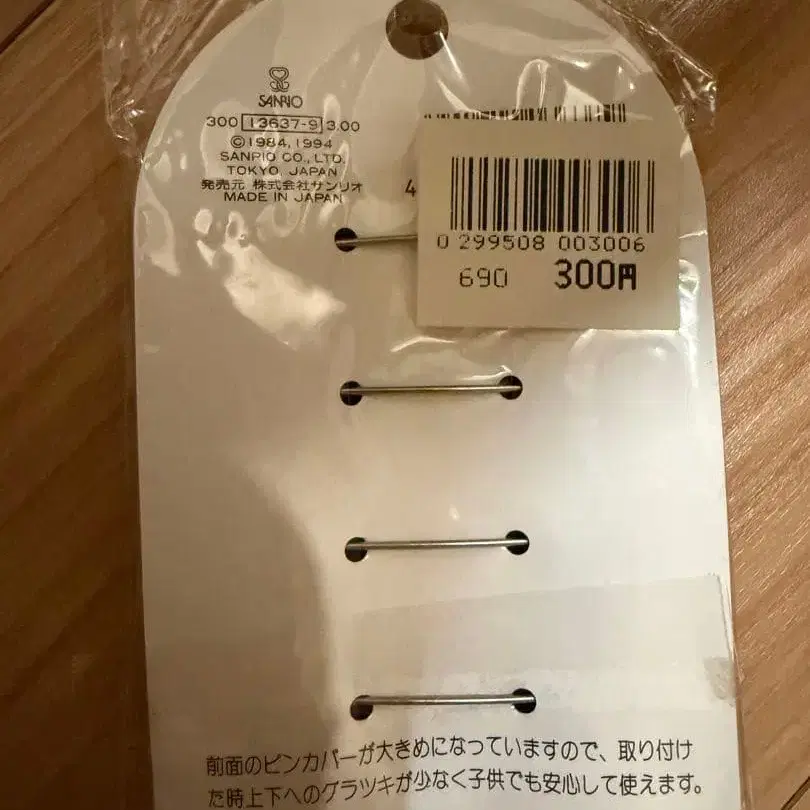 SANRIO
300 13637-9 3.00
©1984, 1994
SANRIO CO., LTD.
TOKYO, JAPAN
発売元 株式会社サンリオ
MADE IN JAPAN
4
0 299508 003006
690 300円
前面のピンカバーが大きめになっていますので、取り付け
た時上下へのグラツキが少なく子供でも安心して使えます。